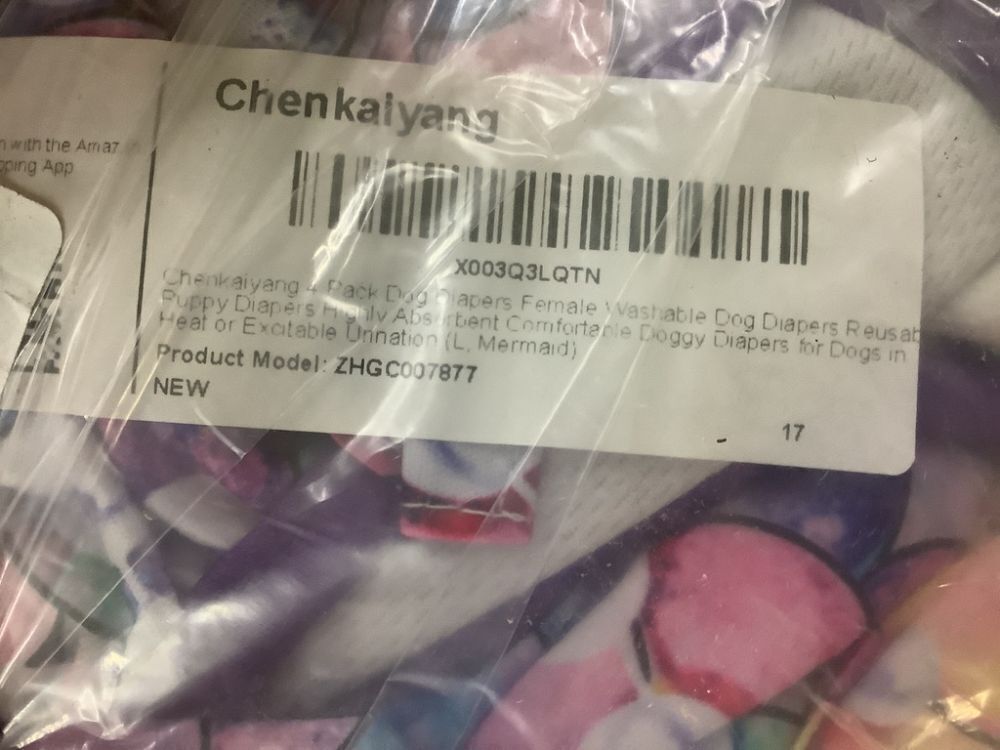 Chenkaiyang
with the Amaz
pping App
X003Q3LQTN
Chenkaiyang 4 Pack Dog Diapers Female Washable Dog Diapers Reusab
Puppy Diapers Highly Absorbent Comfortable Doggy Diapers for Dogs in
Heat or Excitable Urination (L, Mermaid)
Product Model: ZHGC007877
NEW
17